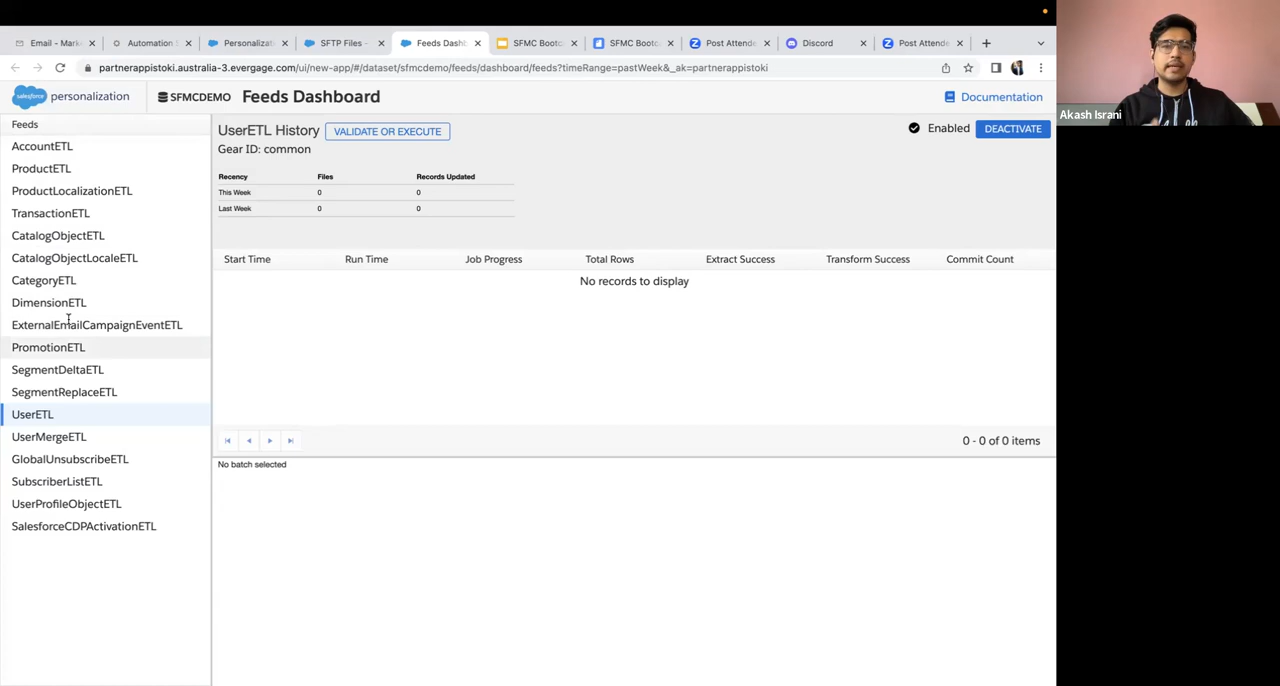 Email - Mark
Automation S
Personalizati
SFTP Files -
Feeds Dashb
SFMC Bootc
SFMC Bootc
Post Attende
Discord
Post Attende
partnerappistoki.australia-3.evergage.com/ui/new-app/#/dataset/sfmcdemo/feeds/dashboard/feeds?timeRange=pastWeek&_ak=partnerappistoki
salesforce personalization
SFMCDEMO
Feeds Dashboard
Documentation
Akash Israni
Feeds
AccountETL
ProductETL
ProductLocalizationETL
TransactionETL
CatalogObjectETL
CatalogObjectLocaleETL
CategoryETL
DimensionETL
ExternalEmailCampaignEventETL
PromotionETL
SegmentDeltaETL
SegmentReplaceETL
UserETL
UserMergeETL
GlobalUnsubscribeETL
SubscriberListETL
UserProfileObjectETL
SalesforceCDPActivationETL
UserETL History VALIDATE OR EXECUTE
Enabled DEACTIVATE
Gear ID: common
Recency Files Records Updated
This Week 0 0
Last Week 0 0
Start Time Run Time Job Progress Total Rows Extract Success Transform Success Commit Count
No records to display
0 - 0 of 0 items
No batch selected